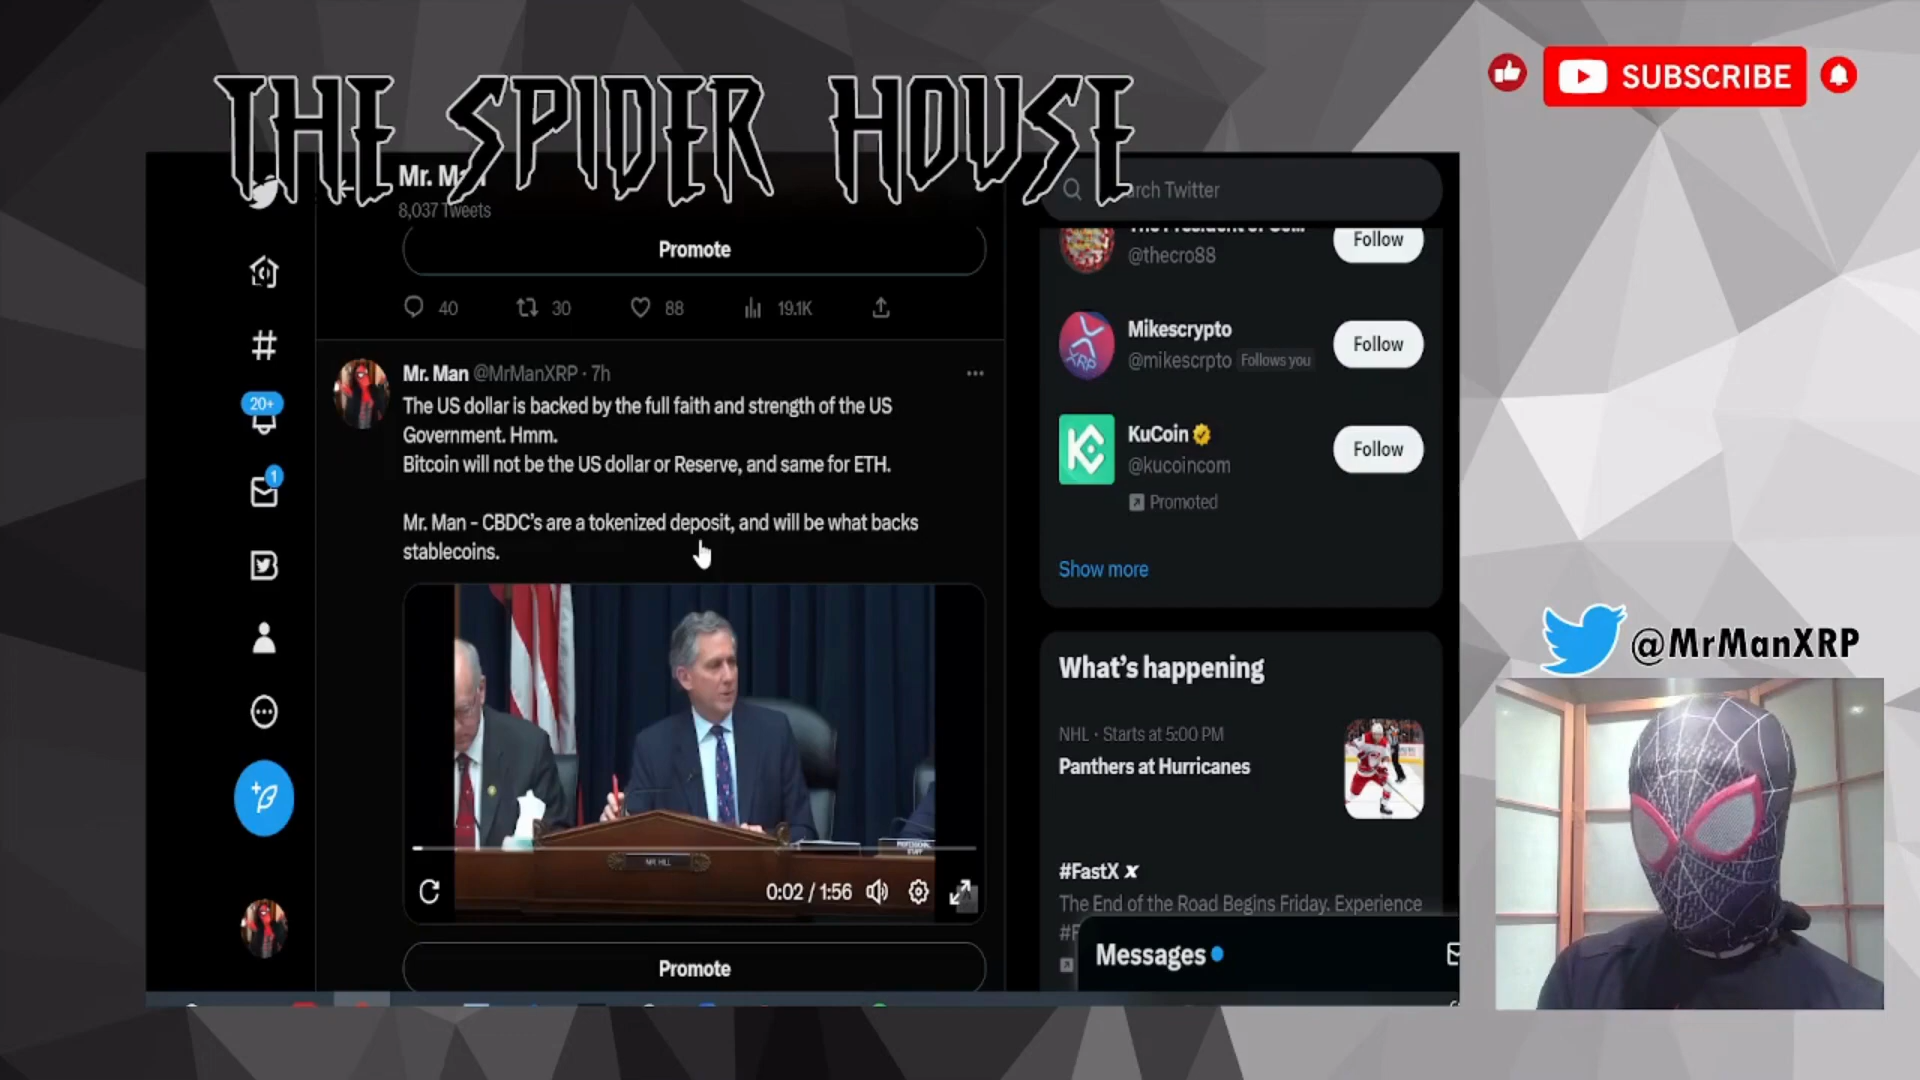 THE SPIDER HOUSE
SUBSCRIBE
8,037 Tweets
Twitter
Promote
40
30
88
19.1K
@thecro88
Follow
Mikescrypto
@mikescrpto Follows you
Follow
KuCoin
@kucoincom
Follow
Promoted
Show more
20+
1
Mr. Man @MrManXRP · 7h
The US dollar is backed by the full faith and strength of the US
Government. Hmm.
Bitcoin will not be the US dollar or Reserve, and same for ETH.
Mr. Man - CBDC's are a tokenized deposit, and will be what backs
stablecoins.
MR. HILL
0:02 / 1:56
Promote
What's happening
NHL · Starts at 5:00 PM
Panthers at Hurricanes
#FastX
The End of the Road Begins Friday. Experience
Messages
@MrManXRP